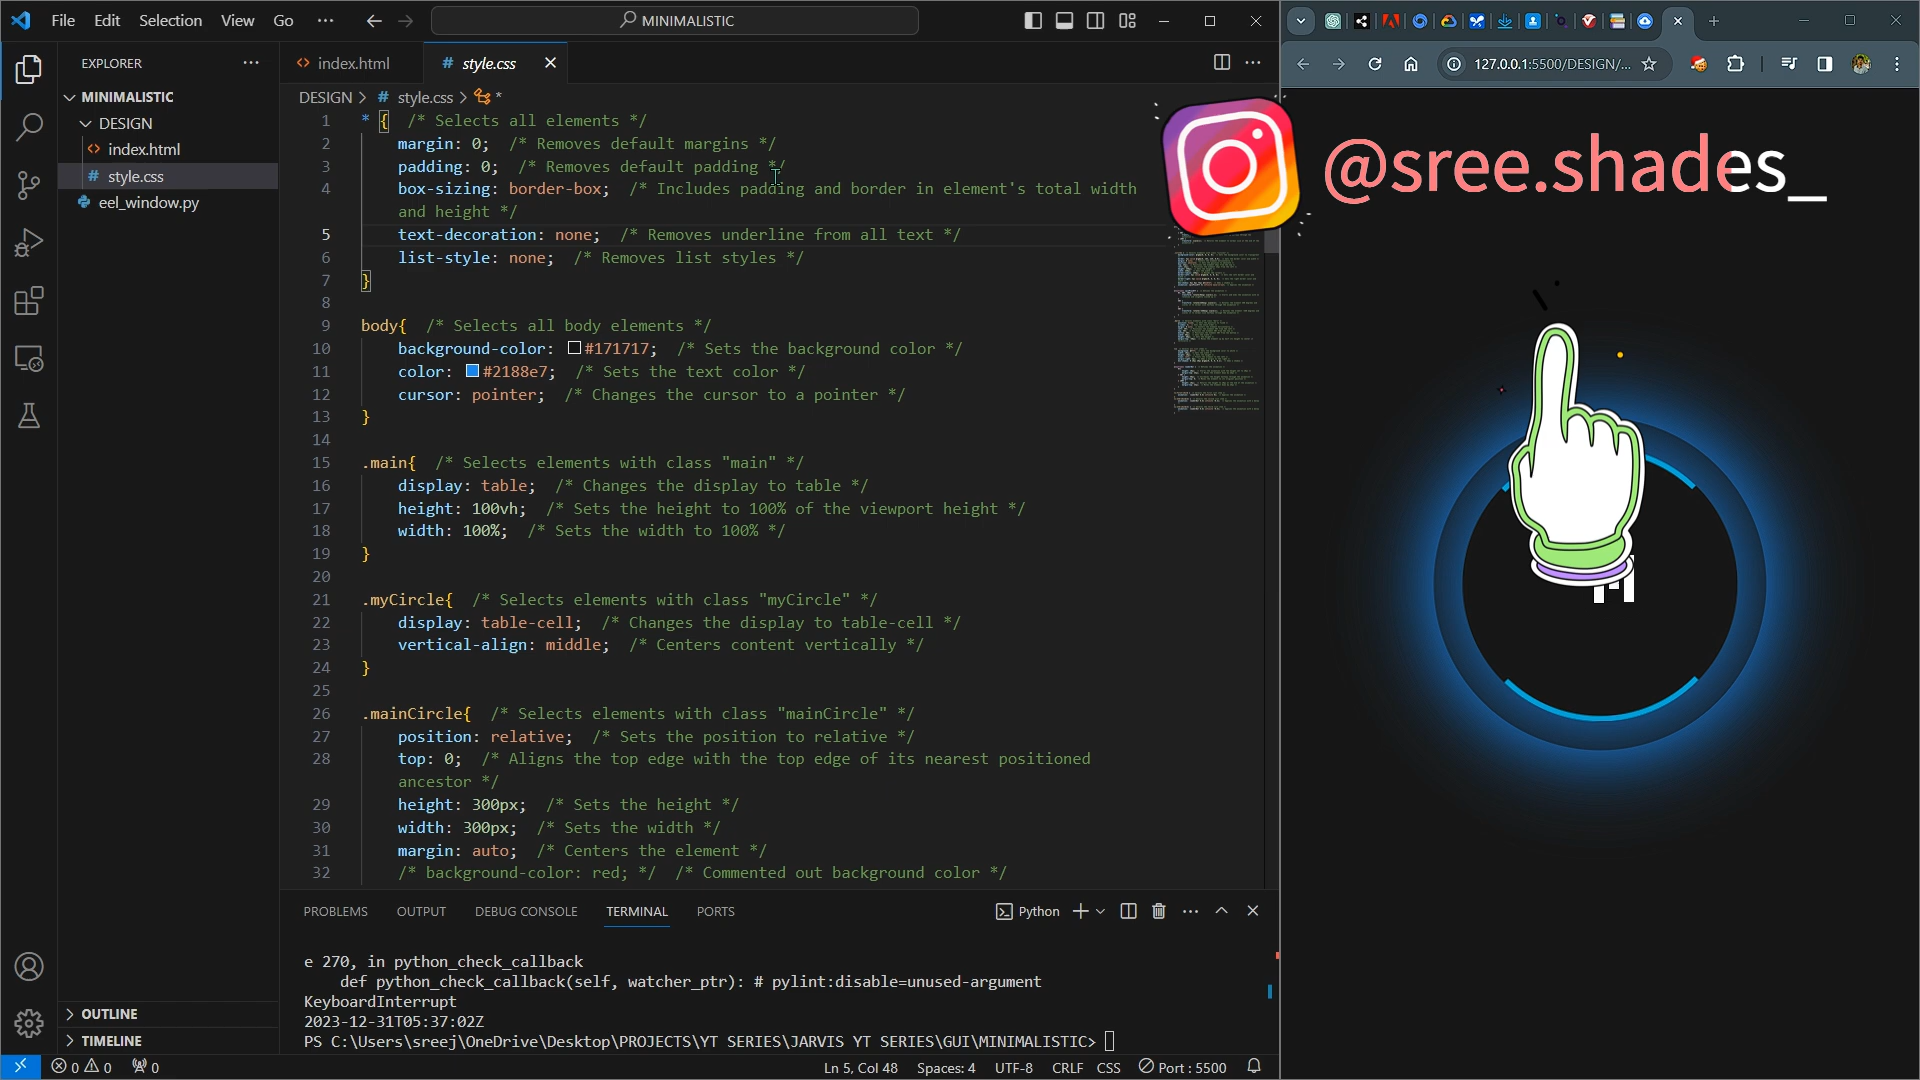 File Edit Selection View Go ···
MINIMALISTIC
EXPLORER
MINIMALISTIC
DESIGN
index.html
style.css
eel_window.py
OUTLINE
TIMELINE
index.html
style.css
DESIGN > style.css > *
1 * { /* Selects all elements */
2 margin: 0; /* Removes default margins */
3 padding: 0; /* Removes default padding */
4 box-sizing: border-box; /* Includes padding and border in element's total width
and height */
5 text-decoration: none; /* Removes underline from all text */
6 list-style: none; /* Removes list styles */
7 }
8
9 body{ /* Selects all body elements */
10 background-color: #171717; /* Sets the background color */
11 color: #2188e7; /* Sets the text color */
12 cursor: pointer; /* Changes the cursor to a pointer */
13 }
14
15 .main{ /* Selects elements with class "main" */
16 display: table; /* Changes the display to table */
17 height: 100vh; /* Sets the height to 100% of the viewport height */
18 width: 100%; /* Sets the width to 100% */
19 }
20
21 .myCircle{ /* Selects elements with class "myCircle" */
22 display: table-cell; /* Changes the display to table-cell */
23 vertical-align: middle; /* Centers content vertically */
24 }
25
26 .mainCircle{ /* Selects elements with class "mainCircle" */
27 position: relative; /* Sets the position to relative */
28 top: 0; /* Aligns the top edge with the top edge of its nearest positioned
ancestor */
29 height: 300px; /* Sets the height */
30 width: 300px; /* Sets the width */
31 margin: auto; /* Centers the element */
32 /* background-color: red; */ /* Commented out background color */
PROBLEMS OUTPUT DEBUG CONSOLE TERMINAL PORTS
Python
e 270, in python_check_callback
def python_check_callback(self, watcher_ptr): # pylint:disable=unused-argument
KeyboardInterrupt
2023-12-31T05:37:02Z
PS C:\Users\sreej\OneDrive\Desktop\PROJECTS\YT SERIES\JARVIS YT SERIES\GUI\MINIMALISTIC>
0 0 0
Ln 5, Col 48 Spaces: 4 UTF-8 CRLF CSS Port : 5500
127.0.0.1:5500/DESIGN/...
@sree.shades_